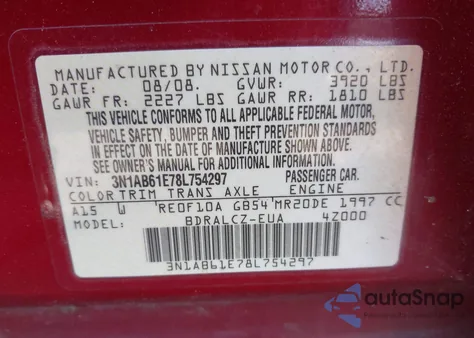 MANUFACTURED BY NISSAN MOTOR CO., LTD.
DATE: 08/08. GVWR: 3920 LBS
GAWR FR: 2227 LBS GAWR RR: 1810 LBS
THIS VEHICLE CONFORMS TO ALL APPLICABLE FEDERAL MOTOR
VEHICLE SAFETY, BUMPER AND THEFT PREVENTION STANDARDS
IN EFFECT ON THE DATE OF MANUFACTURE SHOWN ABOVE.
SEE OWNER'S MANUAL FOR ADDITIONAL INFORMATION.
VIN: 3N1AB61E78L754297 PASSENGER CAR.
COLOR TRIM TRANS AXLE ENGINE
A15 W RE0F10A GB54 MR20DE 1997 CC
MODEL: BDRALCZ-EUA 4Z000
3N1AB61E78L754297
autoSnap